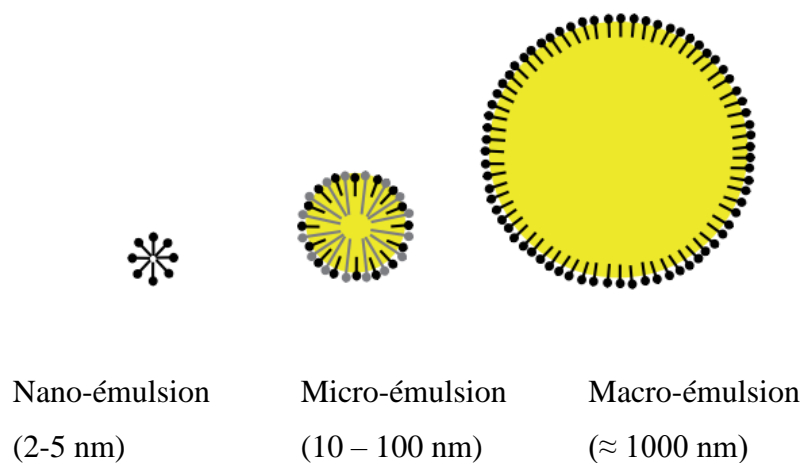 Nano-émulsion Micro-émulsion Macro-émulsion
(2-5 nm) (10 – 100 nm) (≈ 1000 nm)